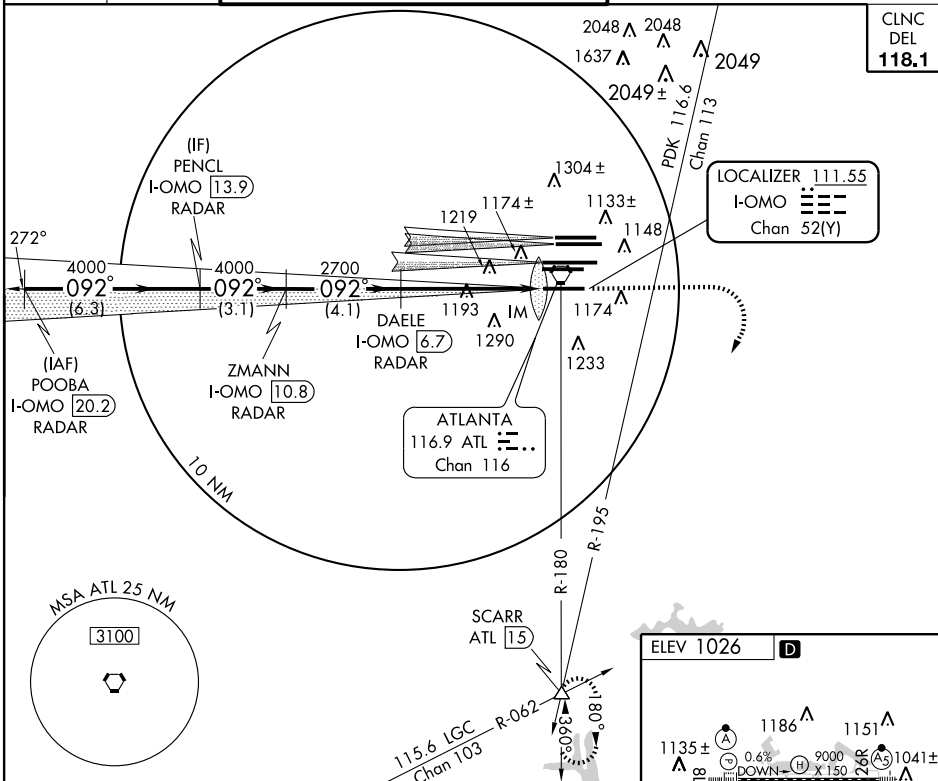 CLNC
DEL
118.1
2048
2048
1637
2049
2049±
PDK 116.6
Chan 113
(IF)
PENCL
I-OMO 13.9
RADAR
1304±
LOCALIZER 111.55
I-OMO
Chan 52(Y)
1133±
1174±
1219
1148
272°
4000
092°
(6.3)
4000
092°
(3.1)
2700
092°
(4.1)
1193
IM
1174
1290
1233
DAELE
I-OMO 6.7
RADAR
(IAF)
POOBA
I-OMO 20.2
RADAR
ZMANN
I-OMO 10.8
RADAR
ATLANTA
116.9 ATL
Chan 116
10 NM
R-180
R-195
MSA ATL 25 NM
3100
SCARR
ATL 15
115.6 LGC
Chan 103
R-062
360°
180°
ELEV 1026
D
A
1186
1151
1135±
P
0.6%
DOWN
H
9000
X 150
26R
A5
1041±